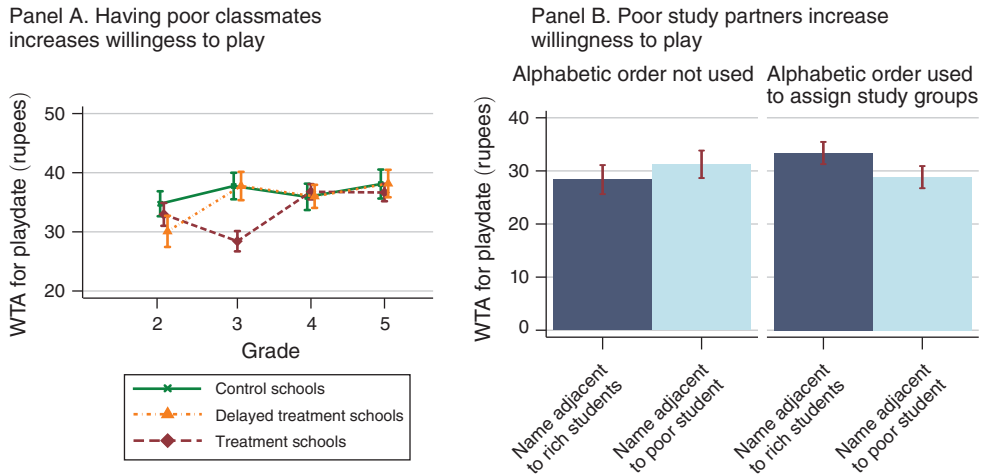 Panel A. Having poor classmates
increases willingess to play
WTA for playdate (rupees)
50
40
30
20
2
3
4
5
Grade
Control schools
Delayed treatment schools
Treatment schools
Panel B. Poor study partners increase
willingness to play
Alphabetic order not used
Alphabetic order used
to assign study groups
WTA for playdate (rupees)
40
30
20
10
0
Name adjacent
to rich students
Name adjacent
to poor student
Name adjacent
to rich students
Name adjacent
to poor student